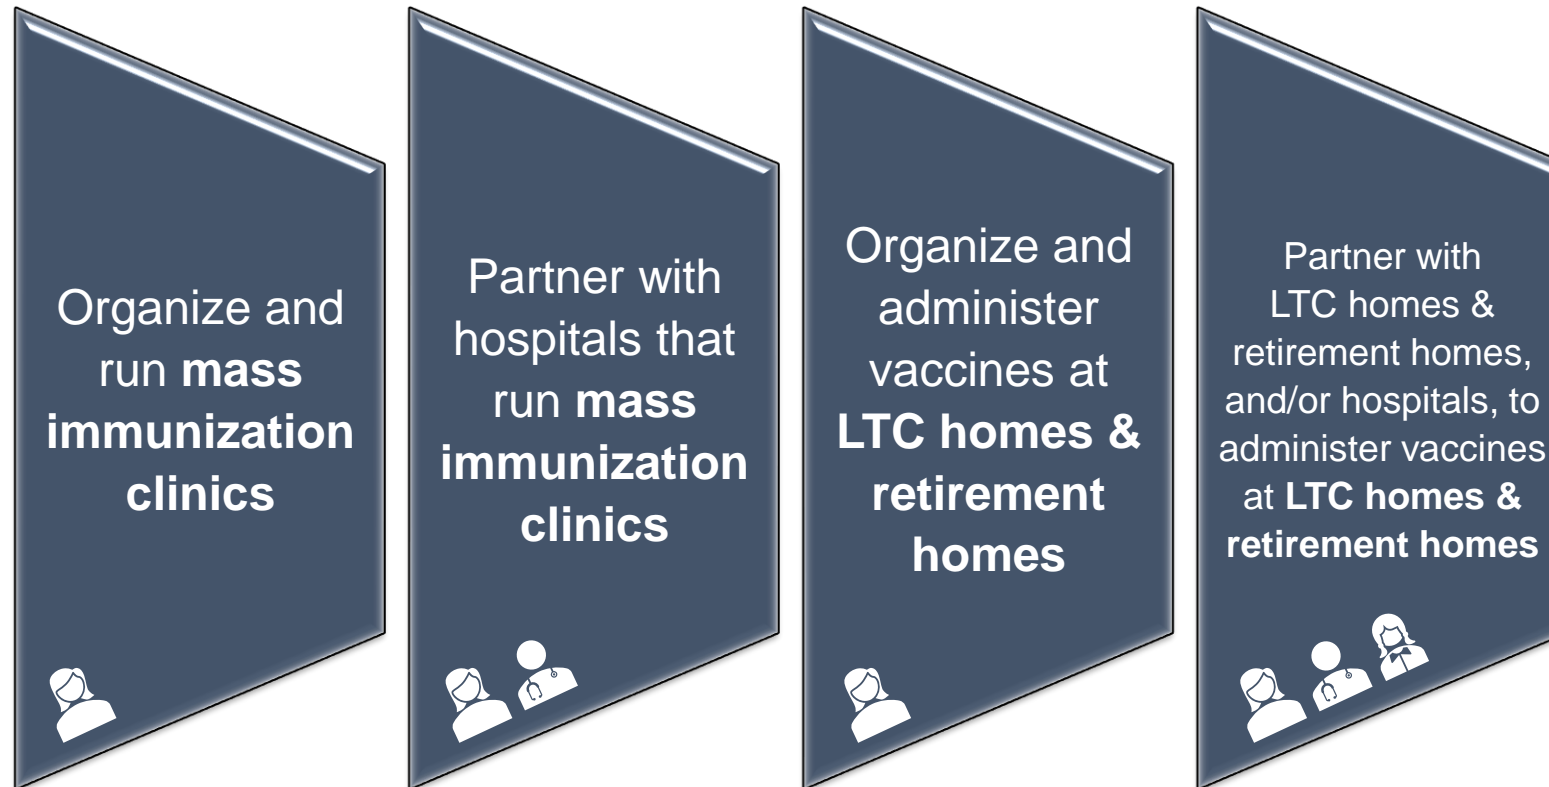 Organize and
run mass
immunization
clinics
Partner with
hospitals that
run mass
immunization
clinics
Organize and
administer
vaccines at
LTC homes &
retirement
homes
Partner with
LTC homes &
retirement homes,
and/or hospitals, to
administer vaccines
at LTC homes &
retirement homes